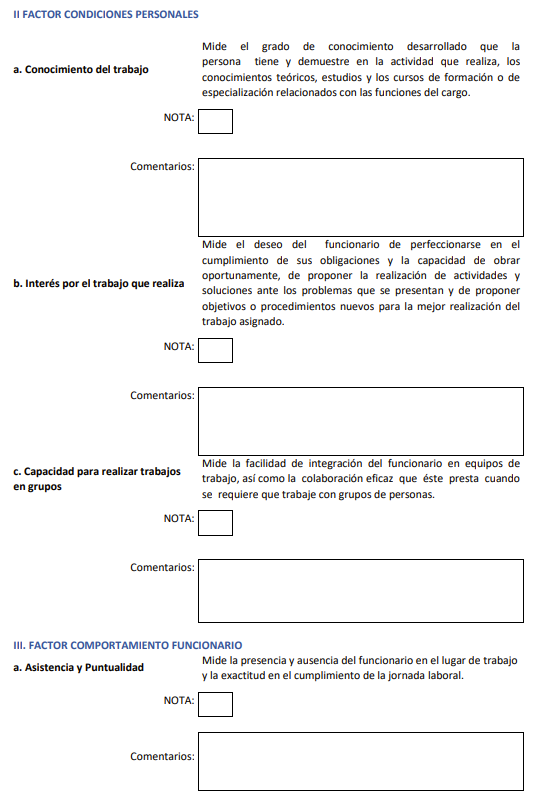 II FACTOR CONDICIONES PERSONALES
a. Conocimiento del trabajo
Mide el grado de conocimiento desarrollado que la
persona tiene y demuestre en la actividad que realiza, los
conocimientos teóricos, estudios y los cursos de formación o de
especialización relacionados con las funciones del cargo.
NOTA:
Comentarios:
b. Interés por el trabajo que realiza
Mide el deseo del funcionario de perfeccionarse en el
cumplimiento de sus obligaciones y la capacidad de obrar
oportunamente, de proponer la realización de actividades y
soluciones ante los problemas que se presentan y de proponer
objetivos o procedimientos nuevos para la mejor realización del
trabajo asignado.
NOTA:
Comentarios:
c. Capacidad para realizar trabajos
en grupos
Mide la facilidad de integración del funcionario en equipos de
trabajo, así como la colaboración eficaz que éste presta cuando
se requiere que trabaje con grupos de personas.
NOTA:
Comentarios:
III. FACTOR COMPORTAMIENTO FUNCIONARIO
a. Asistencia y Puntualidad
Mide la presencia y ausencia del funcionario en el lugar de trabajo
y la exactitud en el cumplimiento de la jornada laboral.
NOTA:
Comentarios: